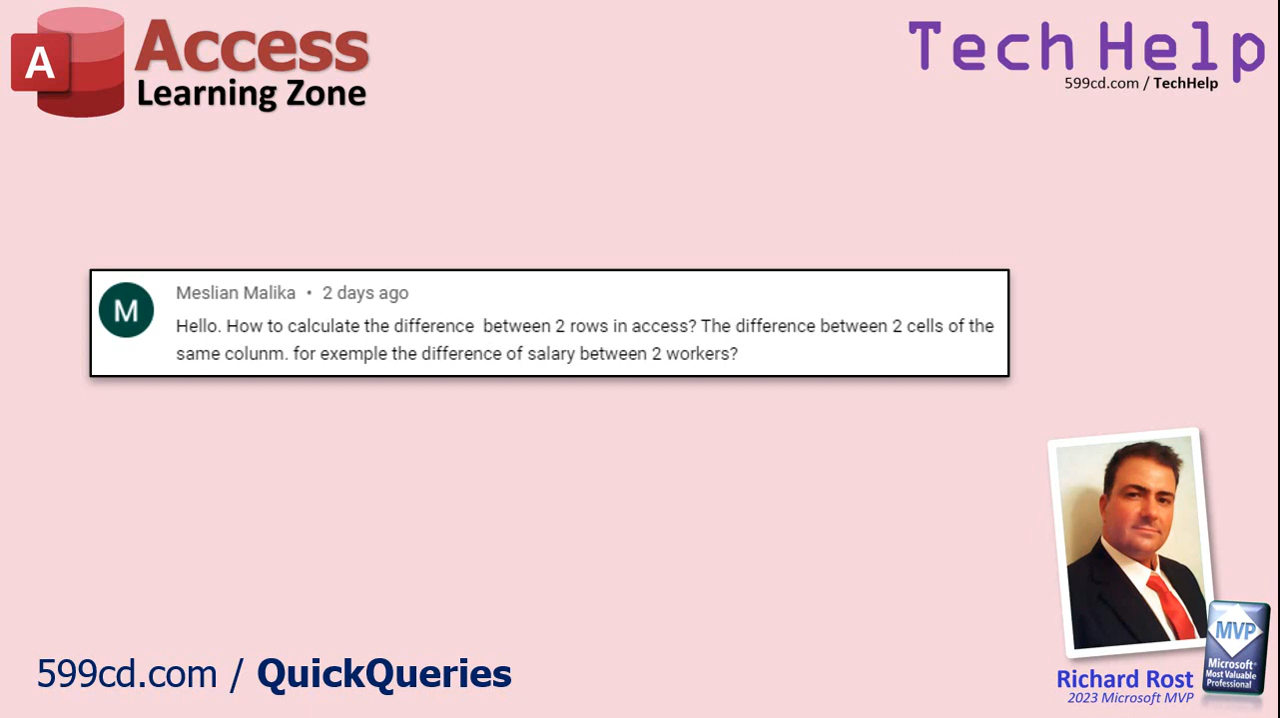 A
Access
Learning Zone
Tech Help
599cd.com / TechHelp
M
Meslian Malika • 2 days ago
Hello. How to calculate the difference  between 2 rows in access? The difference between 2 cells of the
same colunm. for exemple the difference of salary between 2 workers?
599cd.com / QuickQueries
MVP
Microsoft®
Most Valuable
Professional
Richard Rost
2023 Microsoft MVP